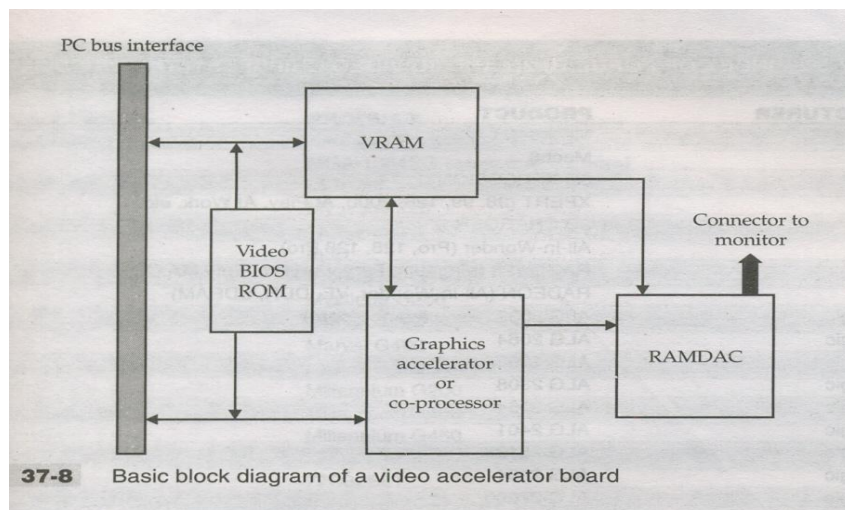 PC bus interface
VRAM
Video
BIOS
ROM
Graphics
accelerator
or
co-processor
Connector to
monitor
RAMDAC
37-8 Basic block diagram of a video accelerator board